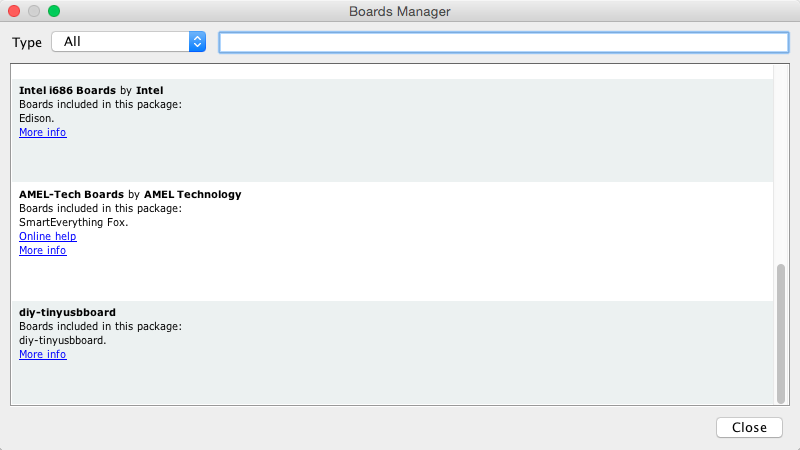 Boards Manager
Type All
Intel i686 Boards by Intel
Boards included in this package:
Edison.
More info
AMEL-Tech Boards by AMEL Technology
Boards included in this package:
SmartEverything Fox.
Online help
More info
diy-tinyusbboard
Boards included in this package:
diy-tinyusbboard.
More info
Close